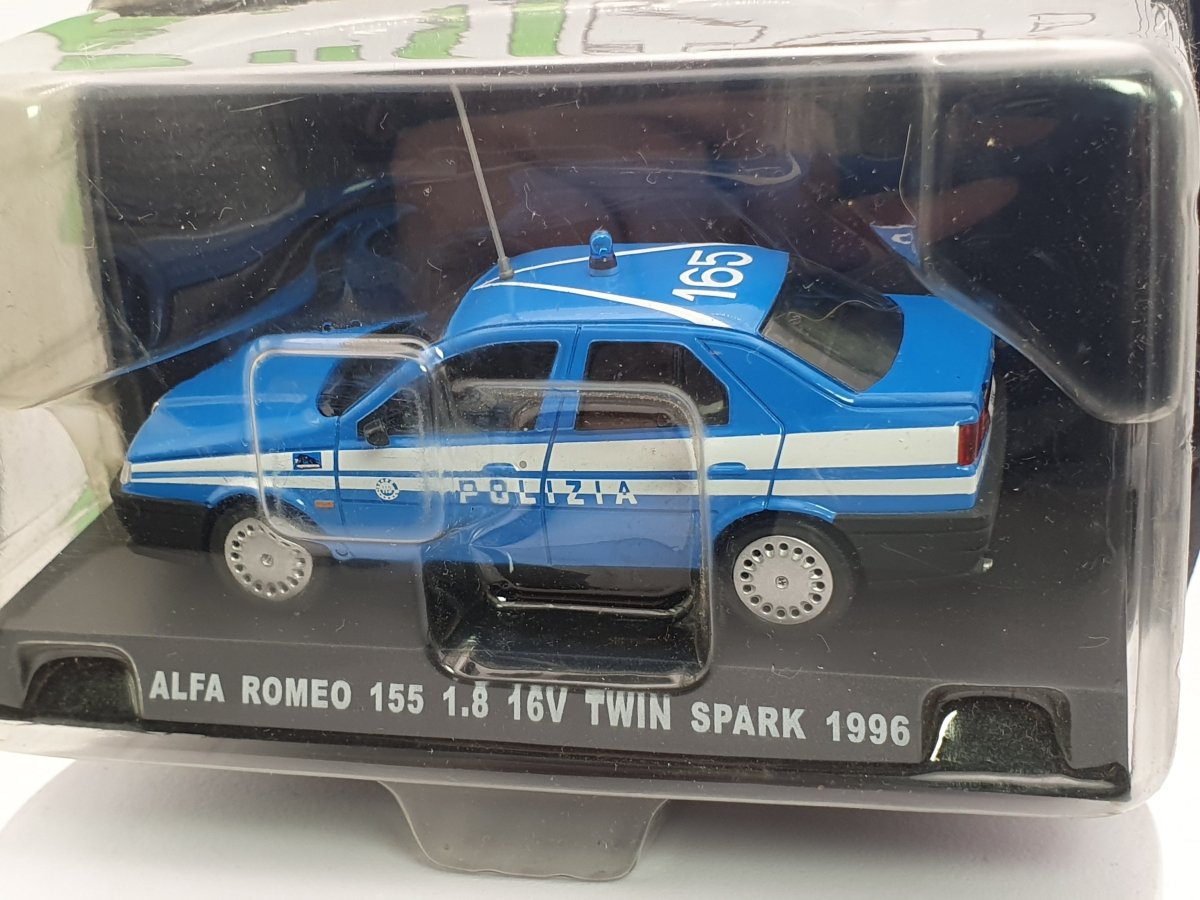 165
POLIZIA
ALFA ROMEO 155 1.8 16V TWIN SPARK 1996